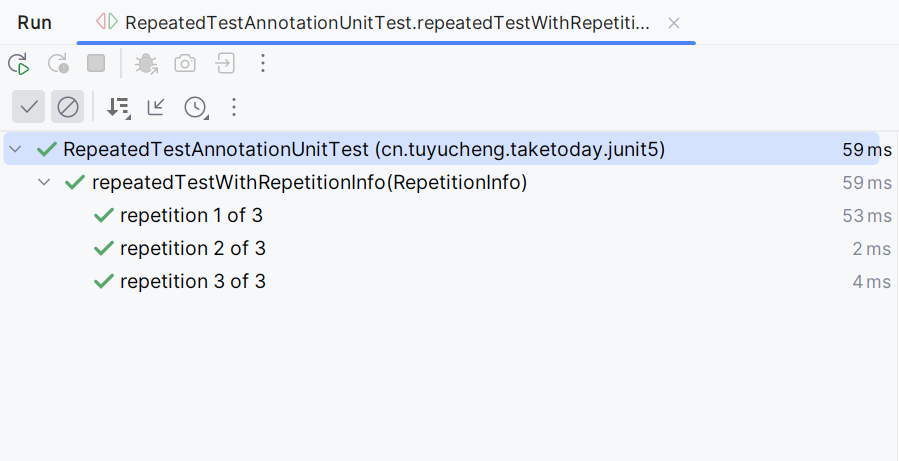 Run RepeatedTestAnnotationUnitTest.repeatedTestWithRepetiti...
RepeatedTestAnnotationUnitTest (cn.tuyucheng.taketoday.junit5) 59 ms
repeatedTestWithRepetitionInfo(RepetitionInfo) 59 ms
repetition 1 of 3 53 ms
repetition 2 of 3 2 ms
repetition 3 of 3 4 ms